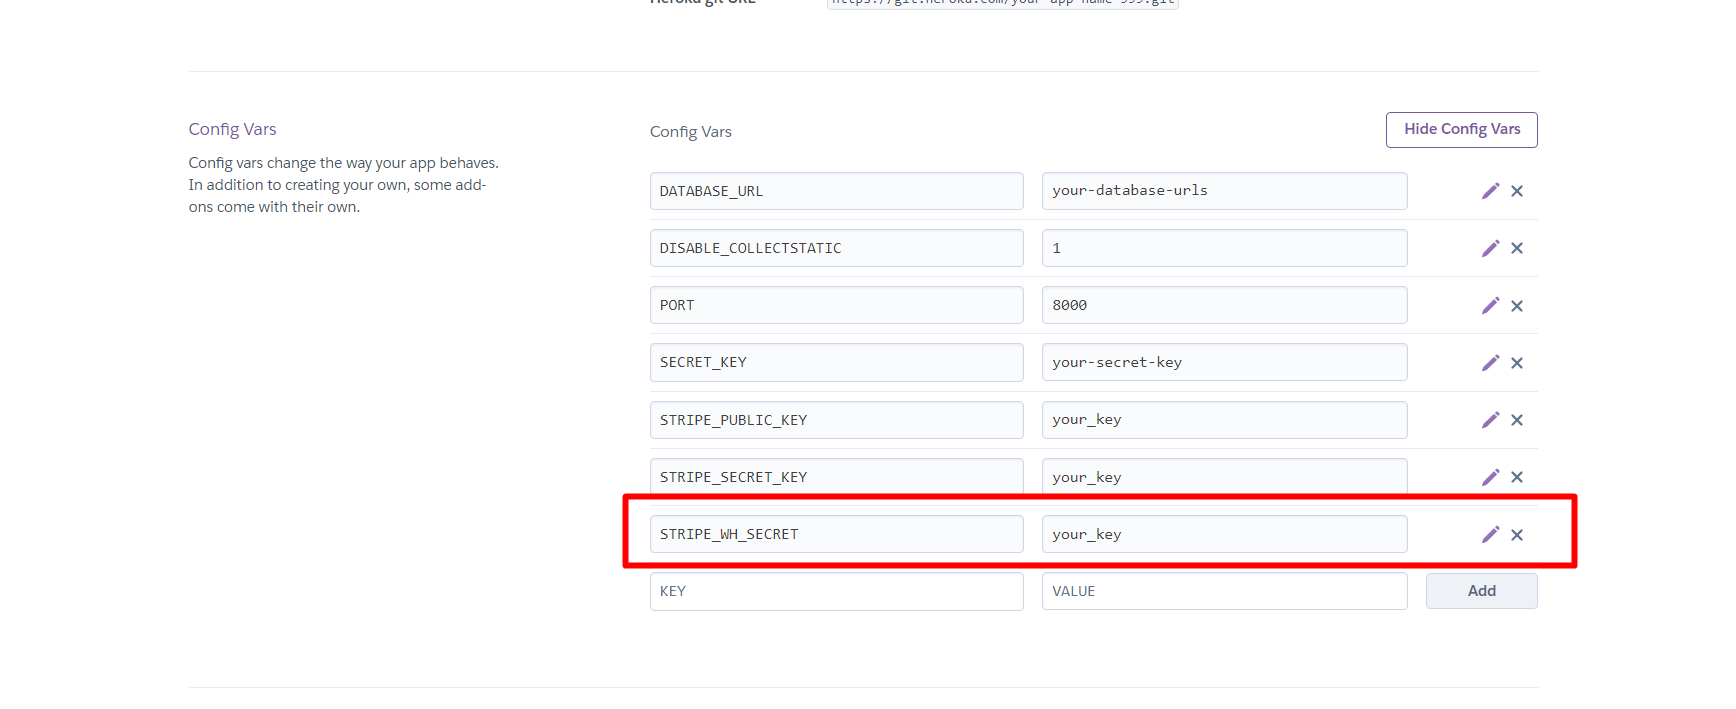 Heroku git URL https://git.heroku.com/your-app-name-999.git
Config Vars
Config vars change the way your app behaves.
In addition to creating your own, some add-
ons come with their own.
Config Vars
Hide Config Vars
DATABASE_URL your-database-urls
DISABLE_COLLECTSTATIC 1
PORT 8000
SECRET_KEY your-secret-key
STRIPE_PUBLIC_KEY your_key
STRIPE_SECRET_KEY your_key
STRIPE_WH_SECRET your_key
KEY VALUE Add